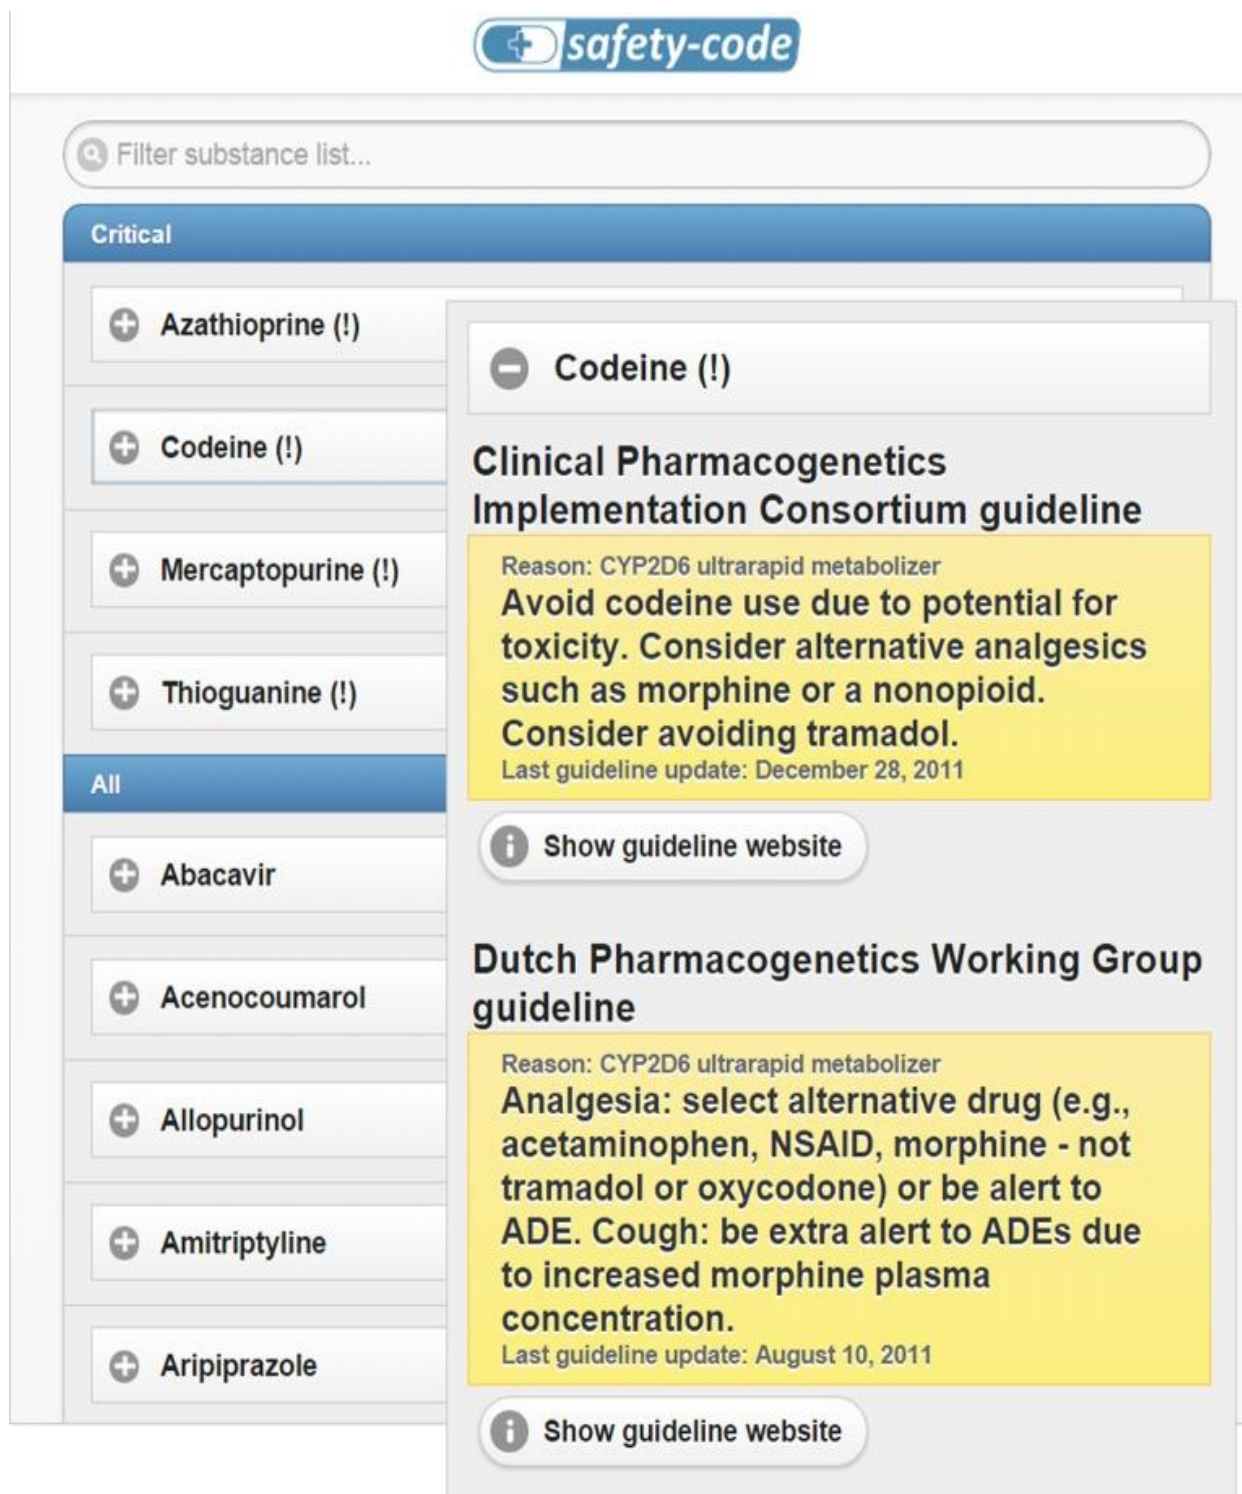 safety-code
Filter substance list...
Critical
Azathioprine (!)
Codeine (!)
Mercaptopurine (!)
Thioguanine (!)
All
Abacavir
Acenocoumarol
Allopurinol
Amitriptyline
Aripiprazole
Codeine (!)
Clinical Pharmacogenetics
Implementation Consortium guideline
Reason: CYP2D6 ultrarapid metabolizer
Avoid codeine use due to potential for
toxicity. Consider alternative analgesics
such as morphine or a nonopioid.
Consider avoiding tramadol.
Last guideline update: December 28, 2011
Show guideline website
Dutch Pharmacogenetics Working Group
guideline
Reason: CYP2D6 ultrarapid metabolizer
Analgesia: select alternative drug (e.g.,
acetaminophen, NSAID, morphine - not
tramadol or oxycodone) or be alert to
ADE. Cough: be extra alert to ADEs due
to increased morphine plasma
concentration.
Last guideline update: August 10, 2011
Show guideline website